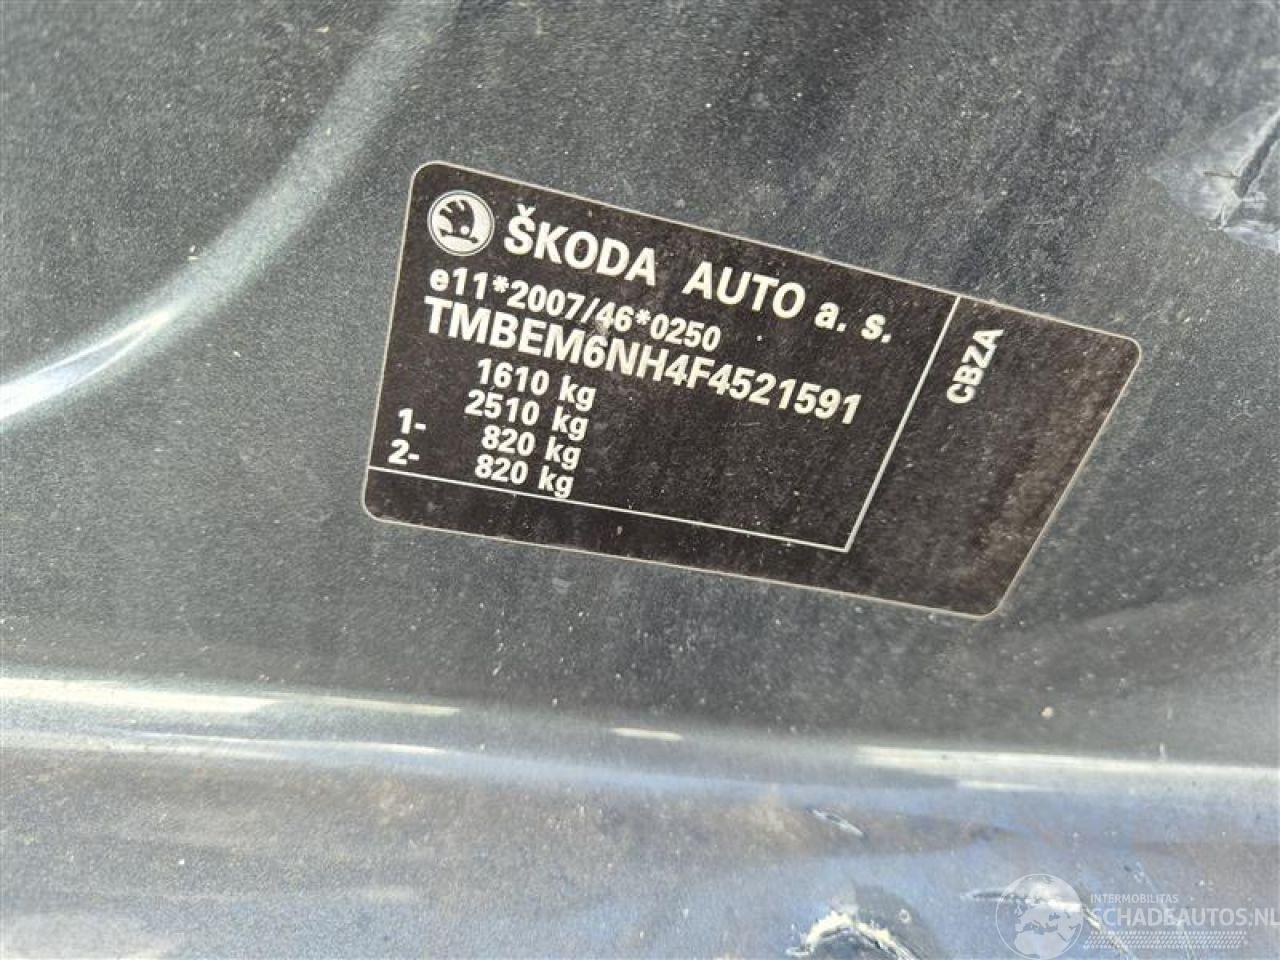 ŠKODA AUTO a. s.
e11*2007/46*0250
TMBEM6NH4F4521591
1610 kg
2510 kg
1- 820 kg
2- 820 kg
CBZA
INTERMOBILITAS
SCHADEAUTOS.NL